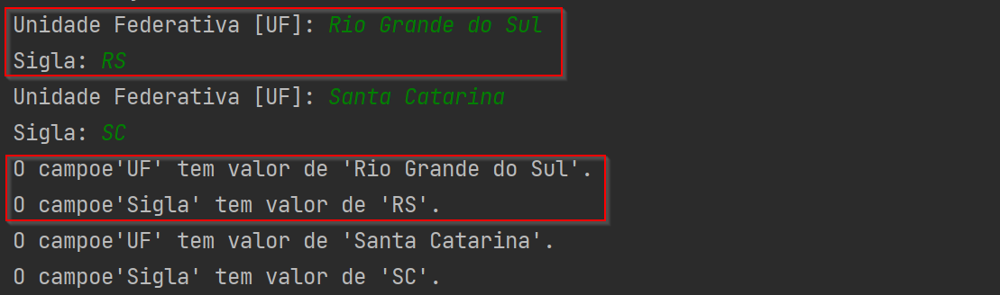 Unidade Federativa [UF]: Rio Grande do Sul
Sigla: RS
Unidade Federativa [UF]: Santa Catarina
Sigla: SC
O campoe'UF' tem valor de 'Rio Grande do Sul'.
O campoe'Sigla' tem valor de 'RS'.
O campoe'UF' tem valor de 'Santa Catarina'.
O campoe'Sigla' tem valor de 'SC'.